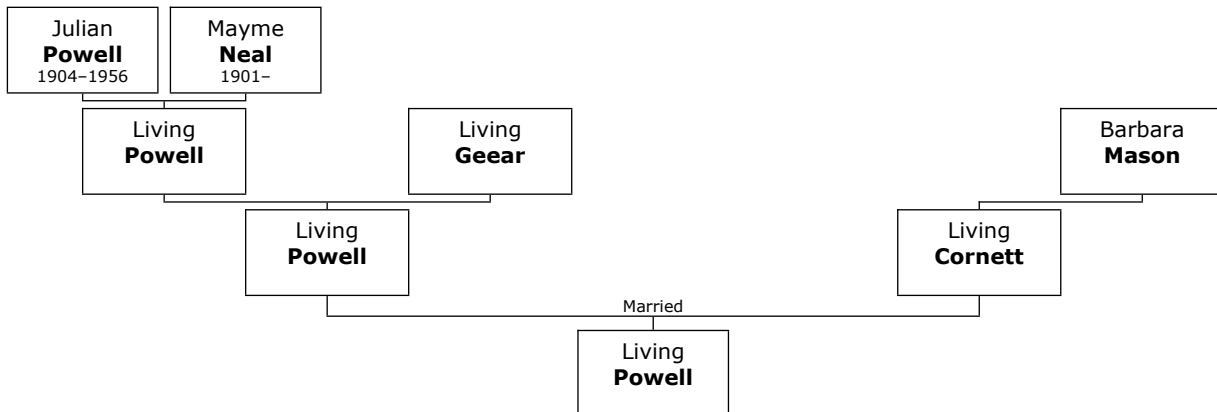 Julian
Powell
1904–1956
Mayme
Neal
1901–
Living
Powell
Living
Geear
Barbara
Mason
Living
Powell
Living
Cornett
Married
Living
Powell